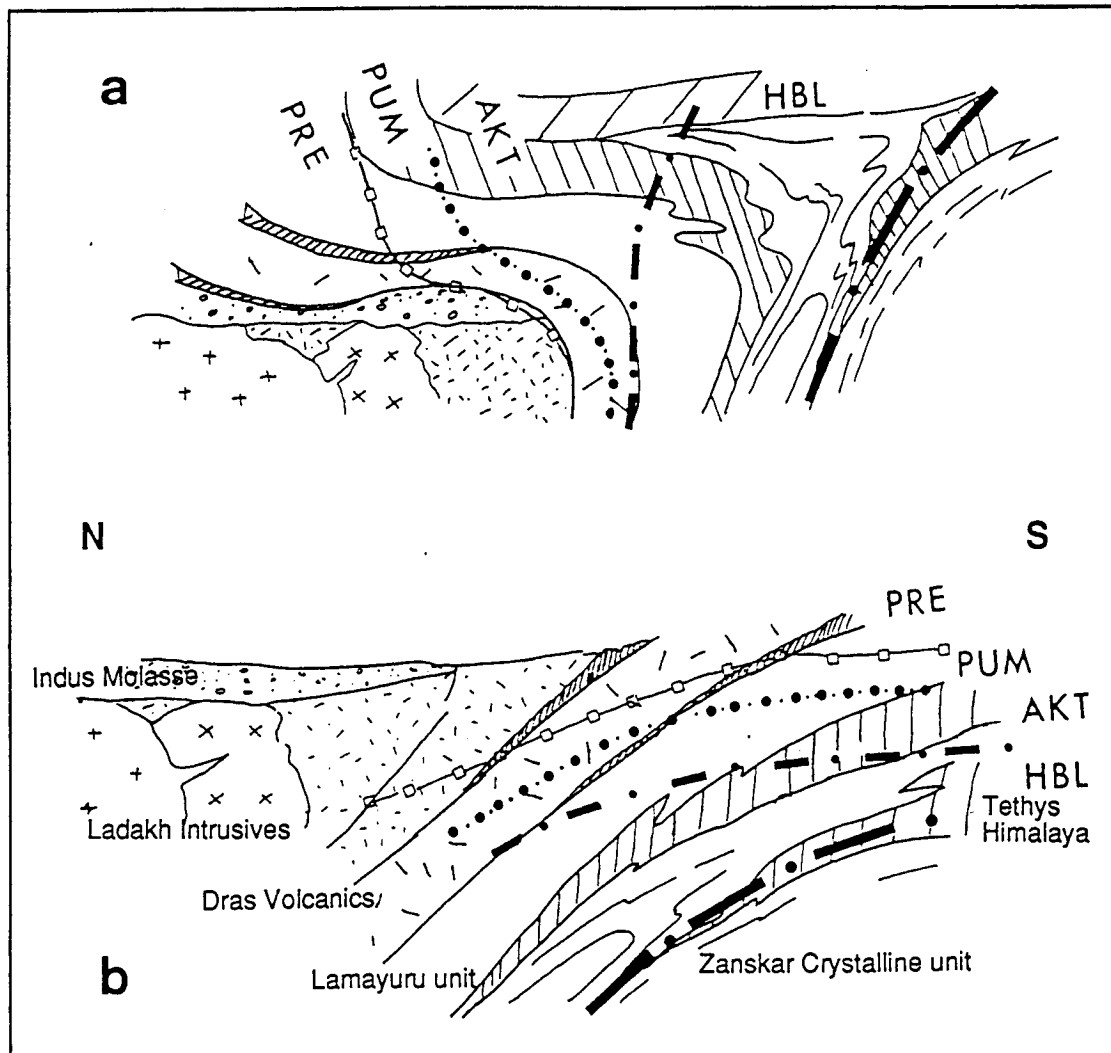 a
PRE
PUM
AKT
HBL
N
S
PRE
PUM
AKT
HBL
Indus Molasse
Tethys
Himalaya
Ladakh Intrusives
Dras Volcanics
Lamayuru unit
Zanskar Crystalline unit
b